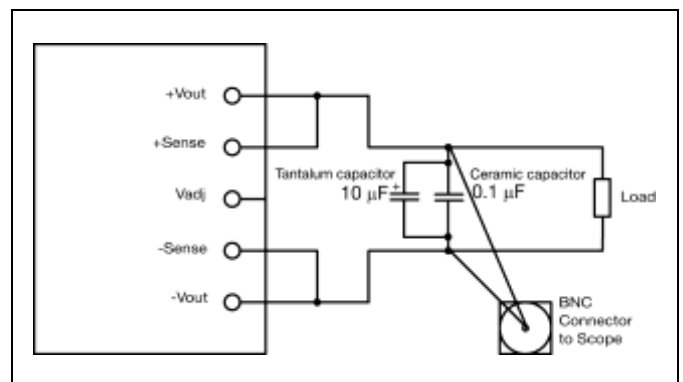 +Vout
+Sense
Vadj
-Sense
-Vout
Tantalum capacitor
10 μF+
Ceramic capacitor
0.1 μF
Load
BNC
Connector
to Scope